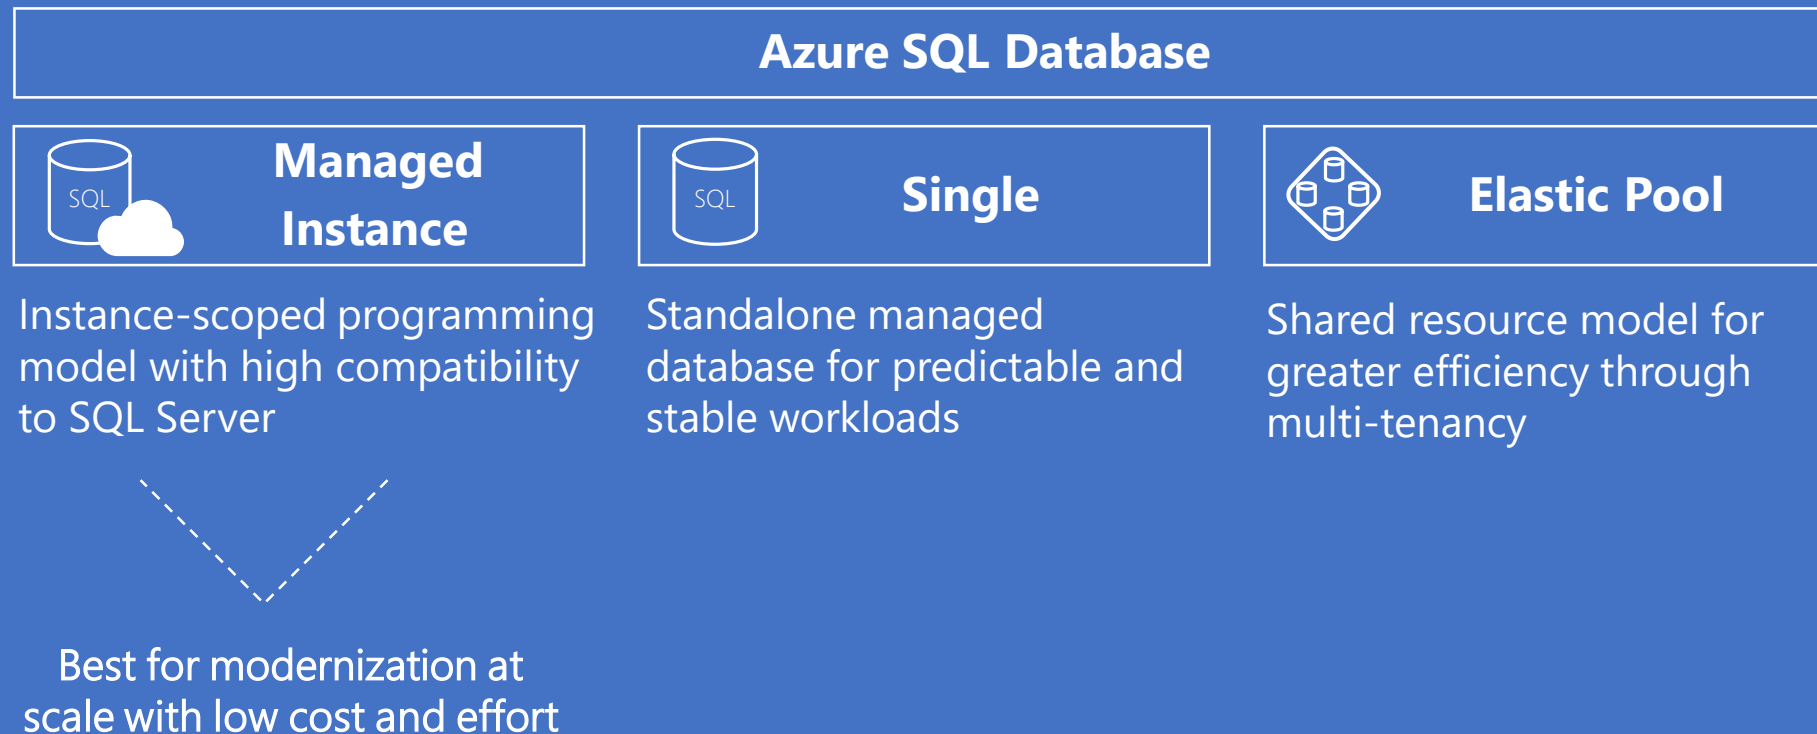 Azure SQL Database
SQL
Managed
Instance
SQL
Single
Elastic Pool
Instance-scoped programming
model with high compatibility
to SQL Server
Standalone managed
database for predictable and
stable workloads
Shared resource model for
greater efficiency through
multi-tenancy
Best for modernization at
scale with low cost and effort